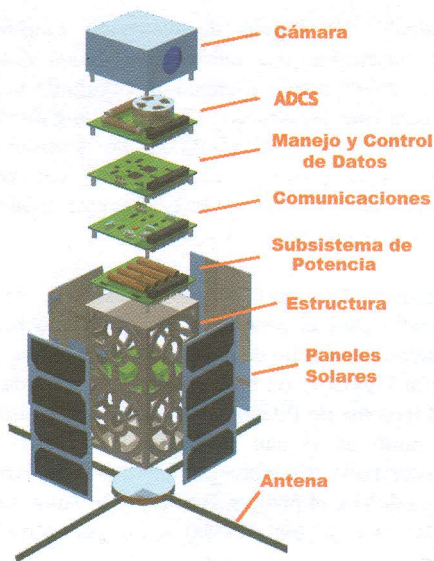 Cámara
ADCS
Manejo y Control
de Datos
Comunicaciones
Subsistema de
Potencia
Estructura
Paneles
Solares
Antena